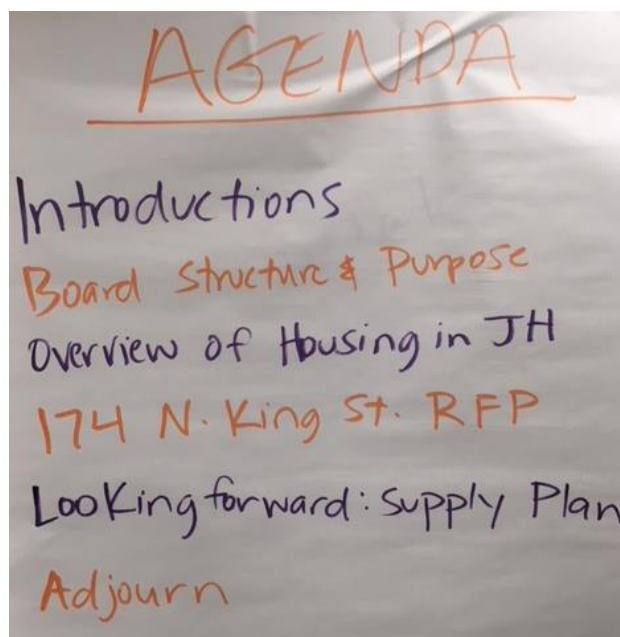 AGENDA
Introductions
Board Structure & Purpose
Overview of Housing in JH
174 N. King St. RFP
Looking forward: Supply Plan
Adjourn